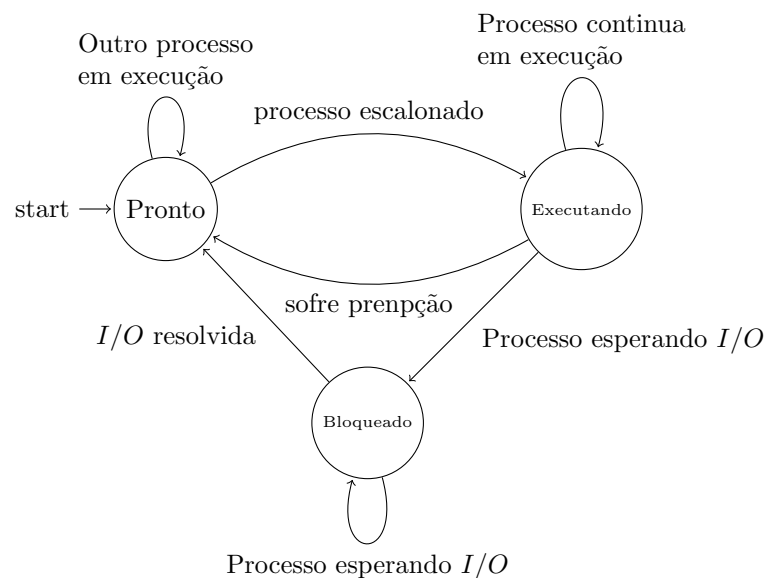 Outro processo
em execução
Processo continua
em execução
processo escalonado
start
Pronto
Executando
sofre prenpção
I/O resolvida
Processo esperando I/O
Bloqueado
Processo esperando I/O